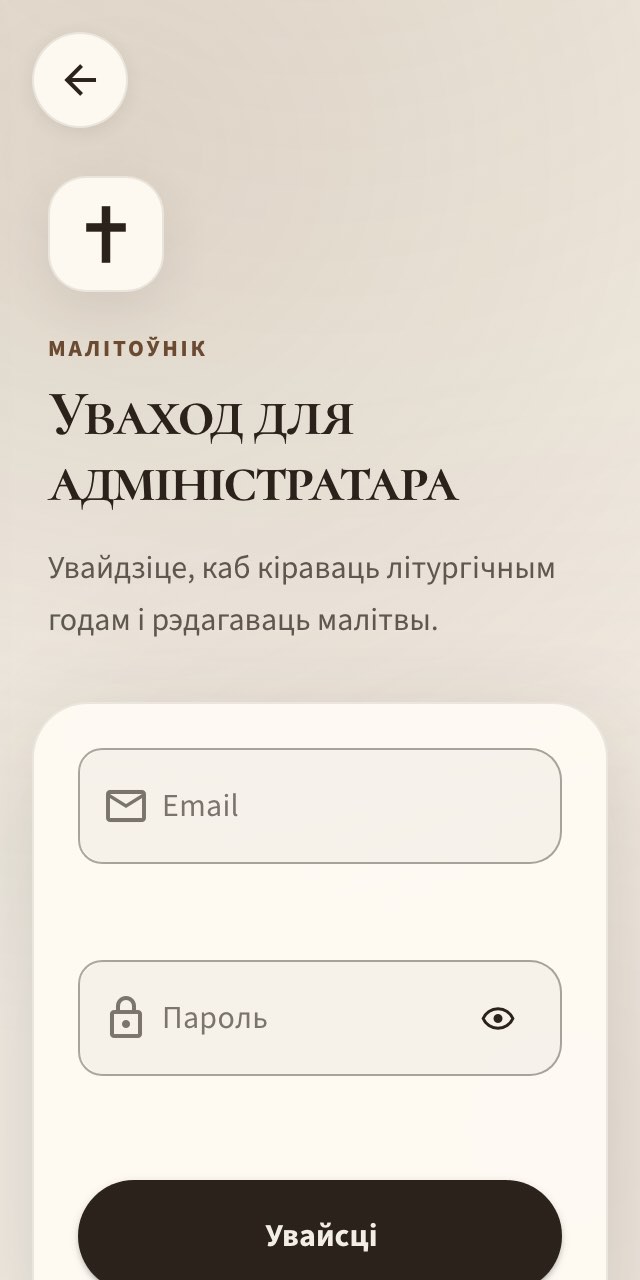 МАЛІТОЎНІК
Уваход для
адміністратара
Увайдзіце, каб кіраваць літургічным
годам і рэдагаваць малітвы.
Email
Пароль
Увайсці